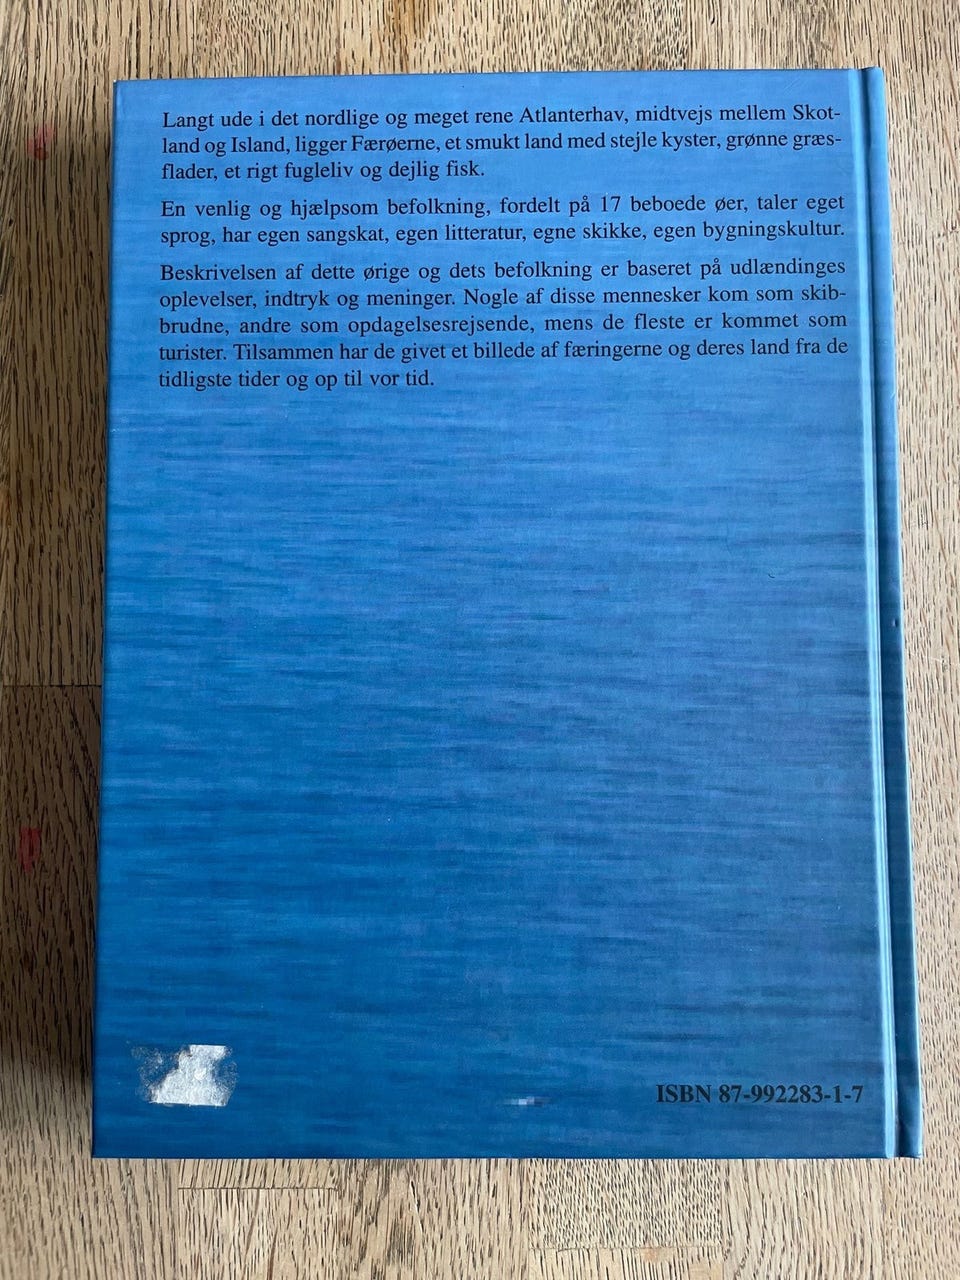 Langt ude i det nordlige og meget rene Atlanterhav, midtvejs mellem Skot-
land og Island, ligger Færøerne, et smukt land med stejle kyster, grønne græs-
flader, et rigt fugleliv og dejlig fisk.
En venlig og hjælpsom befolkning, fordelt på 17 beboede øer, taler eget
sprog, har egen sangskat, egen litteratur, egne skikke, egen bygningskultur.
Beskrivelsen af dette ørige og dets befolkning er baseret på udlændinges
oplevelser, indtryk og meninger. Nogle af disse mennesker kom som skib-
brudne, andre som opdagelsesrejsende, mens de fleste er kommet som
turister. Tilsammen har de givet et billede af færingerne og deres land fra de
tidligste tider og op til vor tid.
ISBN 87-992283-1-7